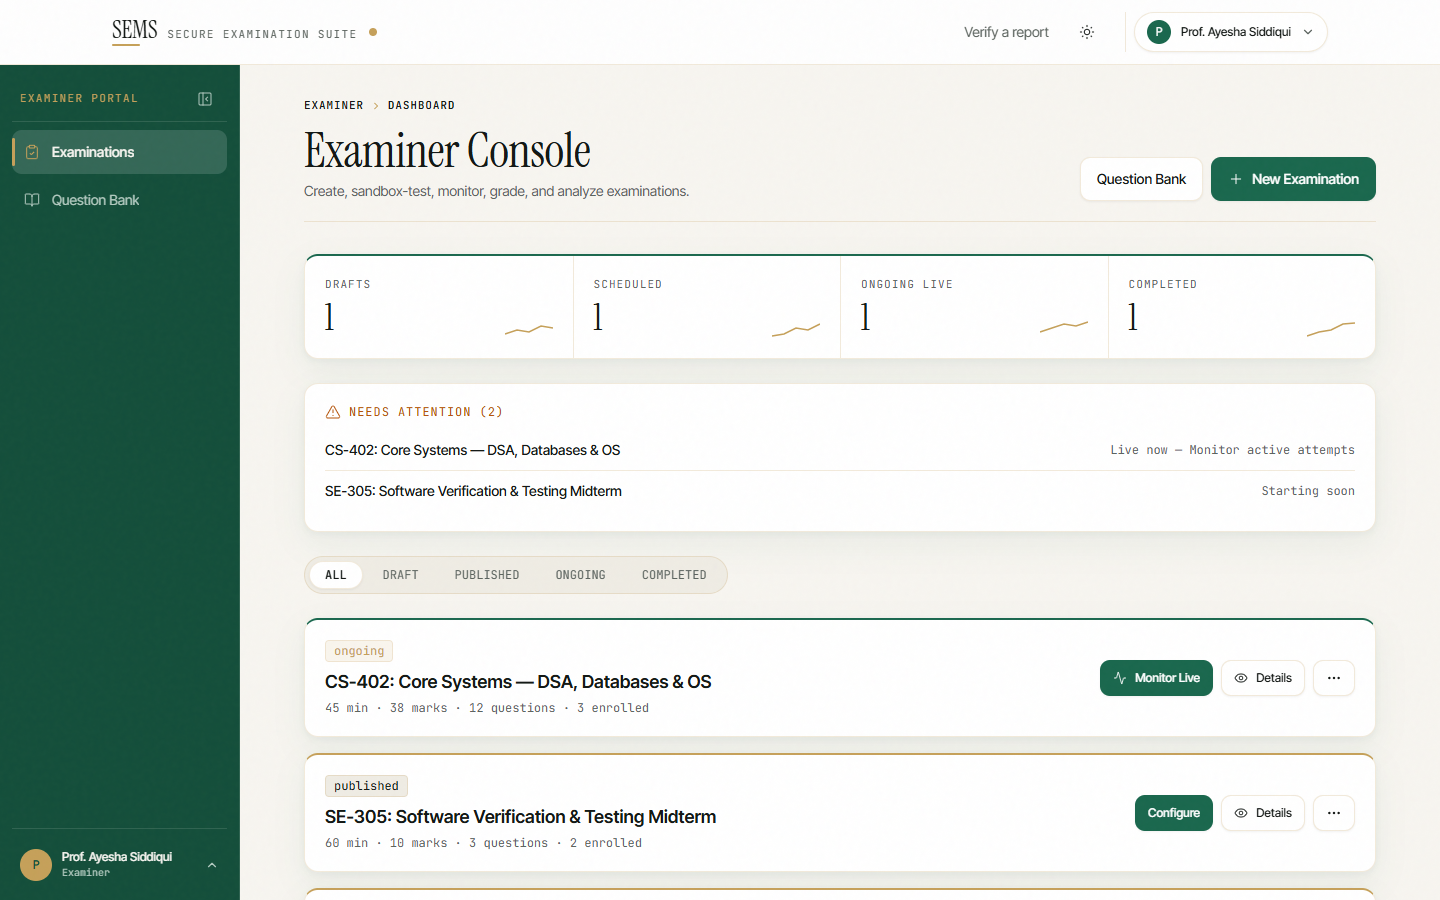 SEMS SECURE EXAMINATION SUITE
Verify a report
P Prof. Ayesha Siddiqui
EXAMINER PORTAL
Examinations
Question Bank
P Prof. Ayesha Siddiqui
Examiner
EXAMINER > DASHBOARD
Examiner Console
Create, sandbox-test, monitor, grade, and analyze examinations.
Question Bank
+ New Examination
DRAFTS
1
SCHEDULED
1
ONGOING LIVE
1
COMPLETED
1
NEEDS ATTENTION (2)
CS-402: Core Systems — DSA, Databases & OS
Live now — Monitor active attempts
SE-305: Software Verification & Testing Midterm
Starting soon
ALL DRAFT PUBLISHED ONGOING COMPLETED
ongoing
CS-402: Core Systems — DSA, Databases & OS
45 min · 38 marks · 12 questions · 3 enrolled
Monitor Live
Details
published
SE-305: Software Verification & Testing Midterm
60 min · 10 marks · 3 questions · 2 enrolled
Configure
Details